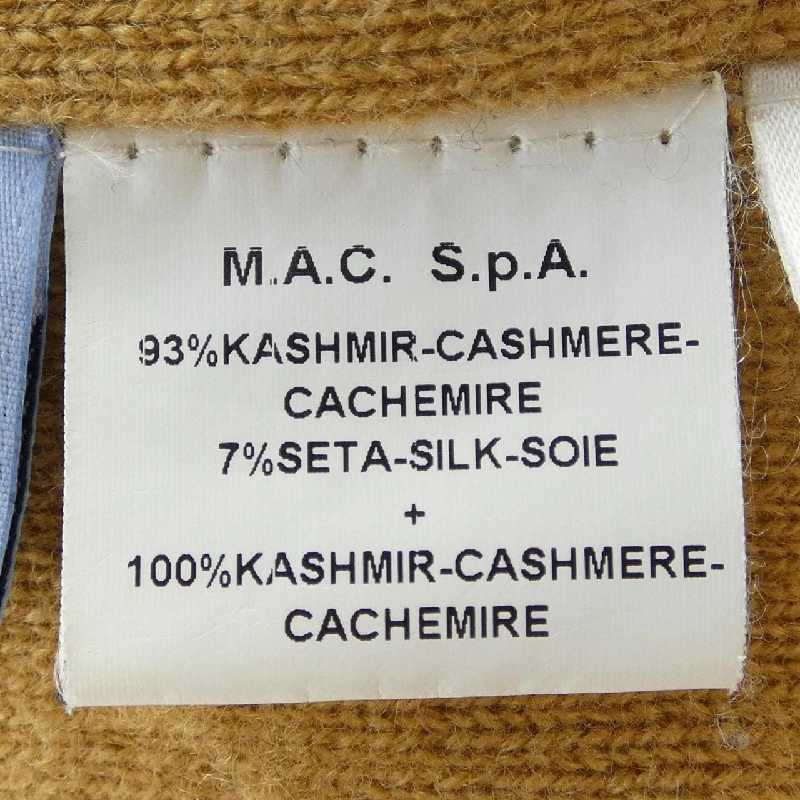 M.A.C. S.p.A.
93%KASHMIR-CASHMERE-
CACHEMIRE
7%SETA-SILK-SOIE
+
100%KASHMIR-CASHMERE-
CACHEMIRE